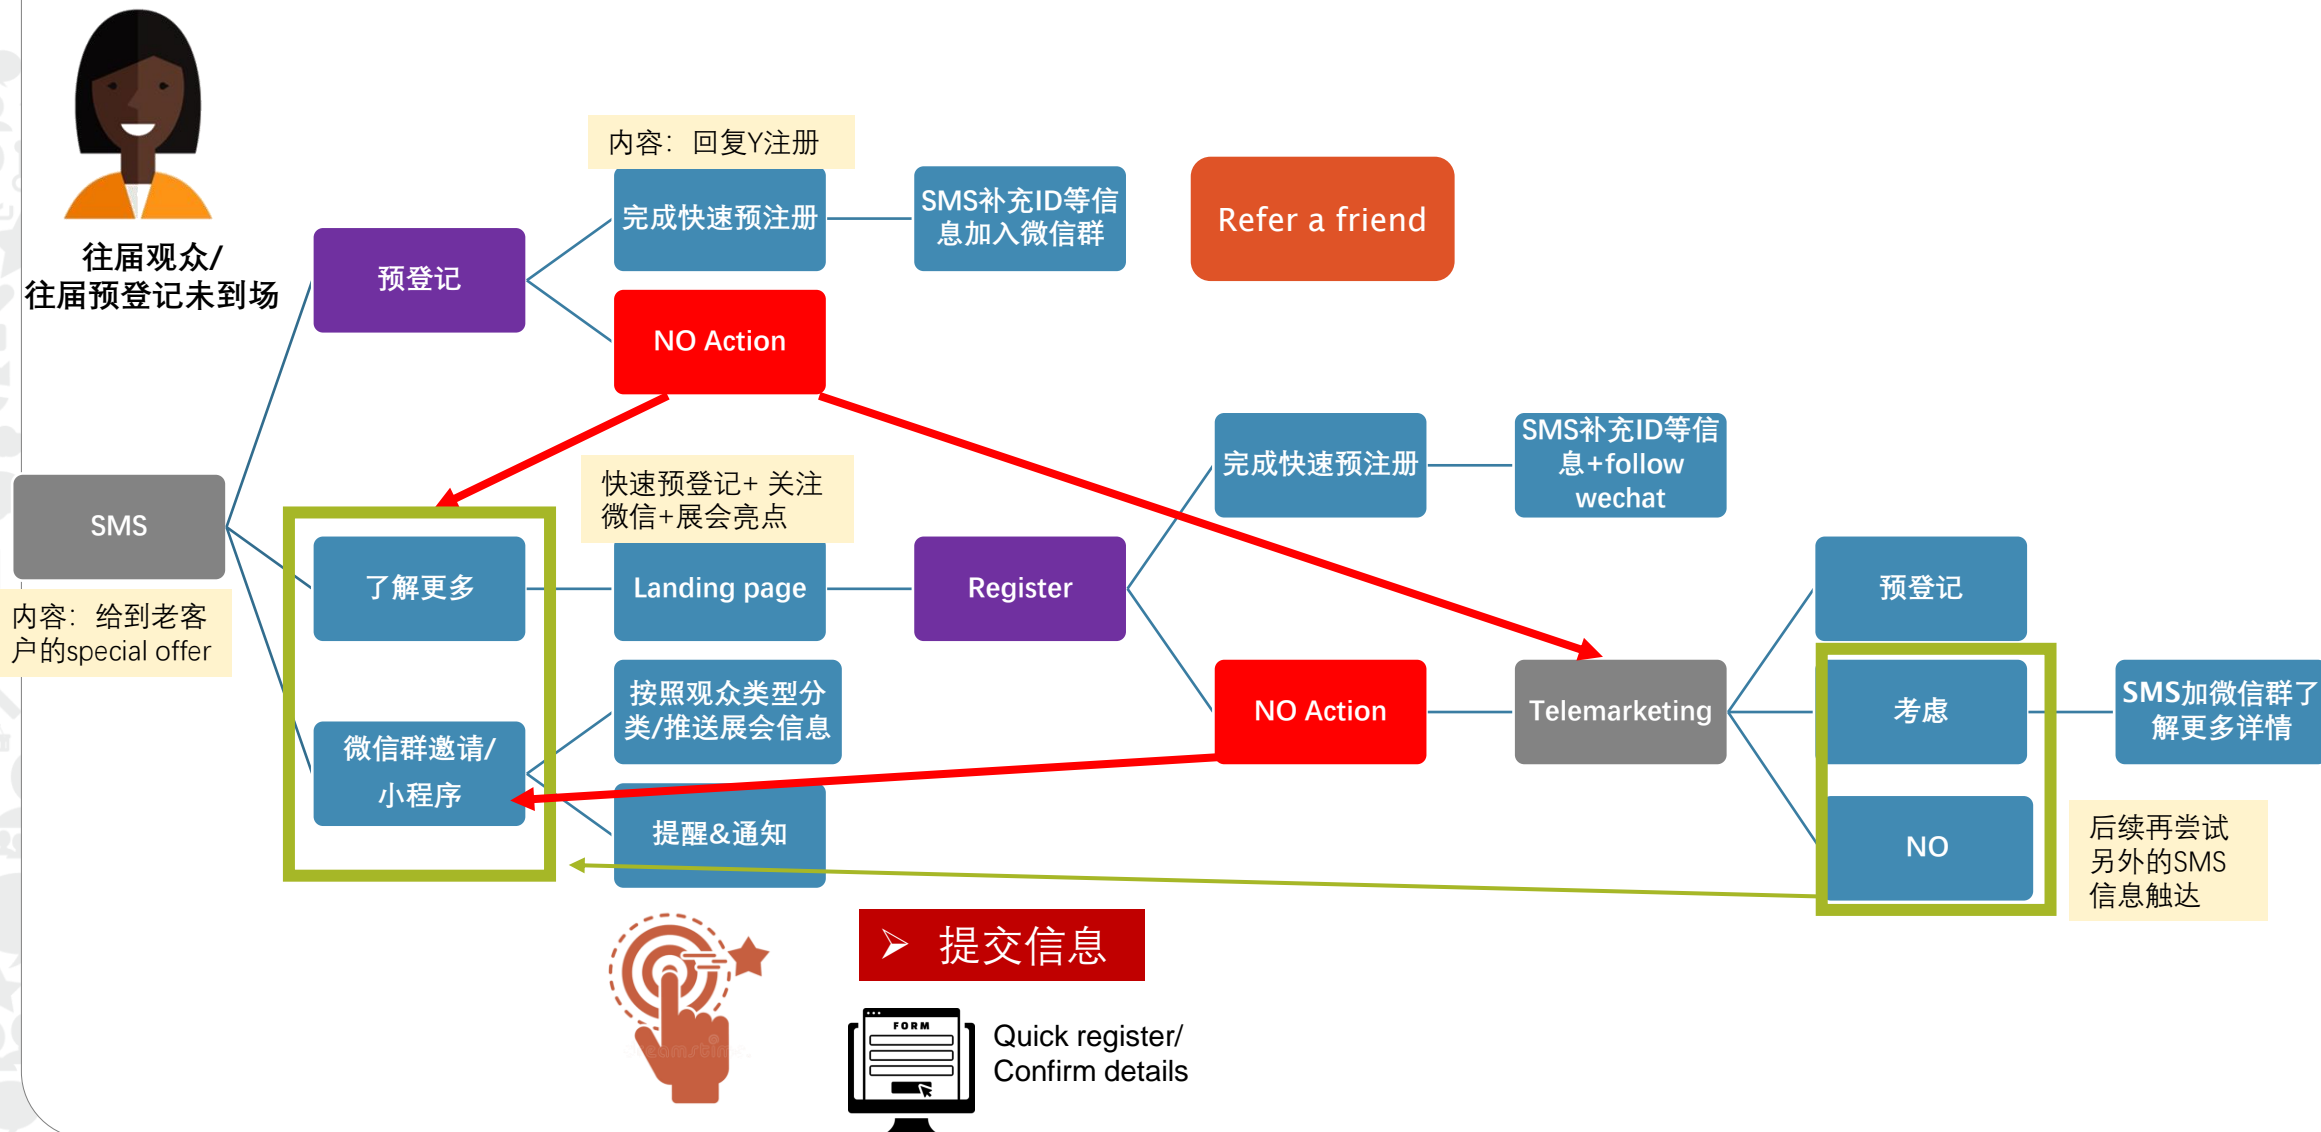 内容：回复Y注册
完成快速预注册
SMS补充ID等信
息加入微信群
Refer a friend
往届观众/
往届预登记未到场
预登记
NO Action
完成快速预注册
SMS补充ID等信
息+follow
wechat
快速预登记+ 关注
微信+展会亮点
SMS
内容：给到老客
户的special offer
了解更多
Landing page
Register
预登记
按照观众类型分
类/推送展会信息
NO Action
Telemarketing
考虑
SMS加微信群了
解更多详情
微信群邀请/
小程序
提醒&通知
NO
后续再尝试
另外的SMS
信息触达
➢ 提交信息
FORM
Quick register/
Confirm details